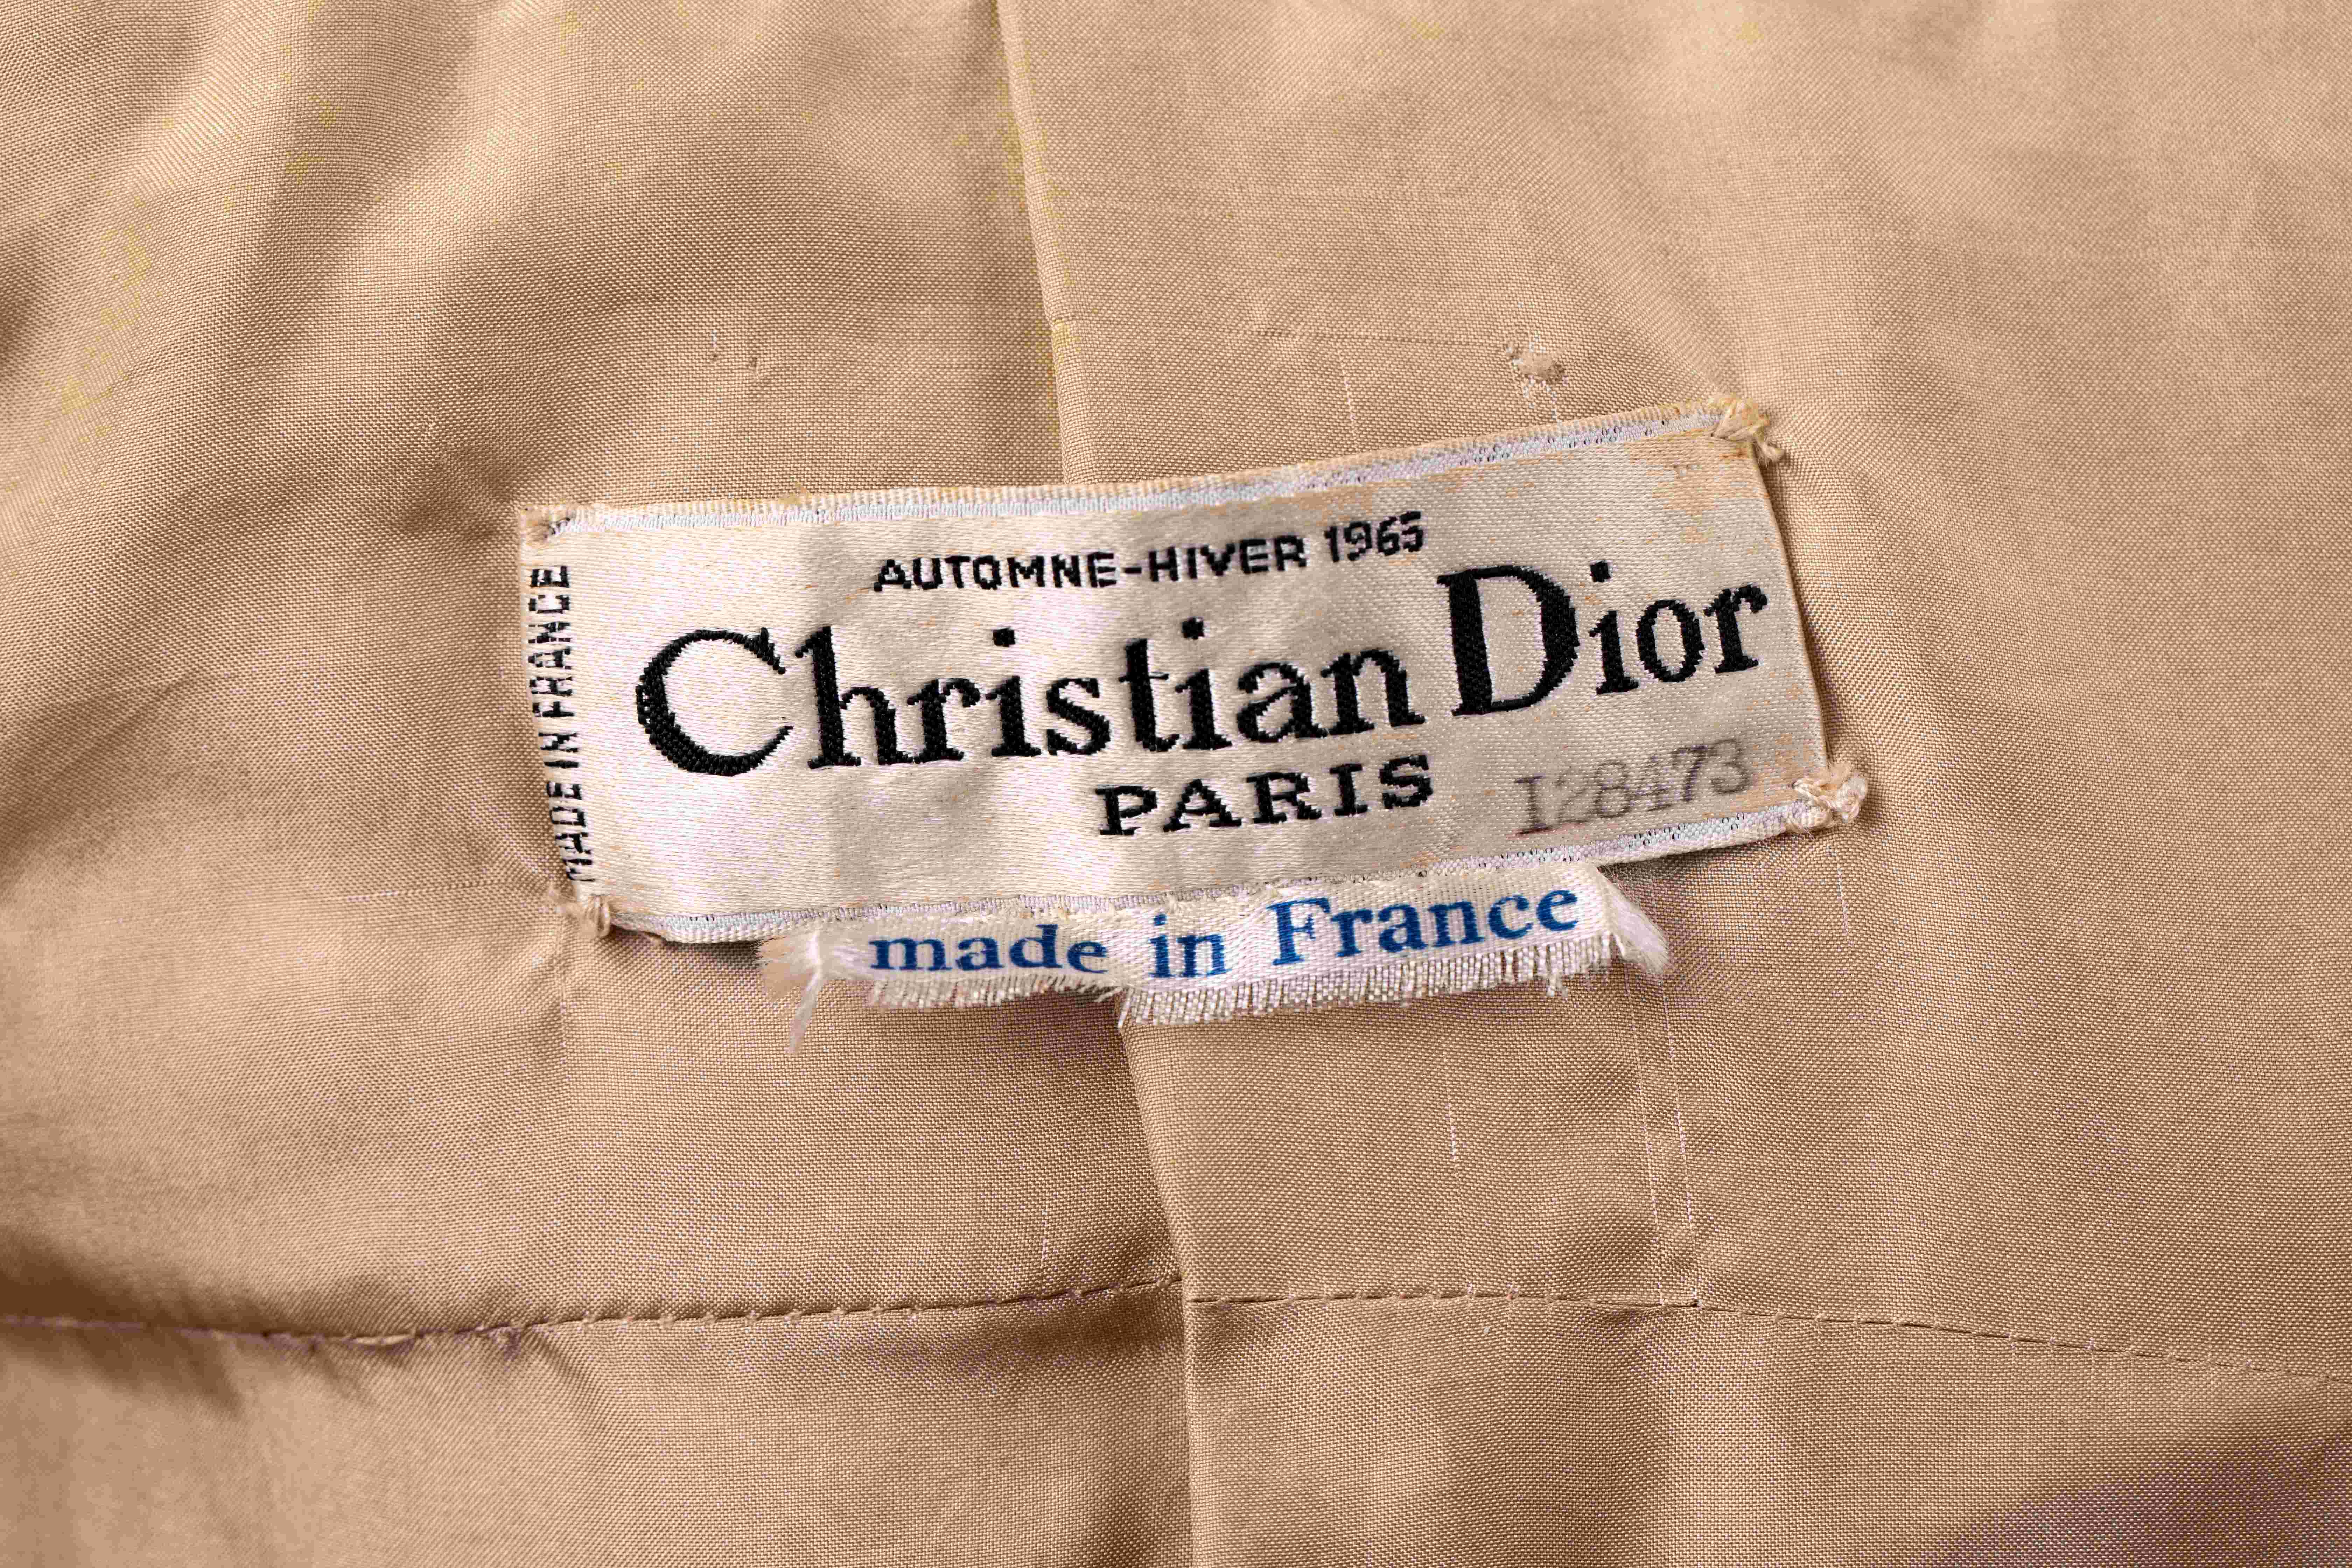 AUTOMNE-HIVER 1965
Christian Dior
PARIS
128473
MADE IN FRANCE
made in France